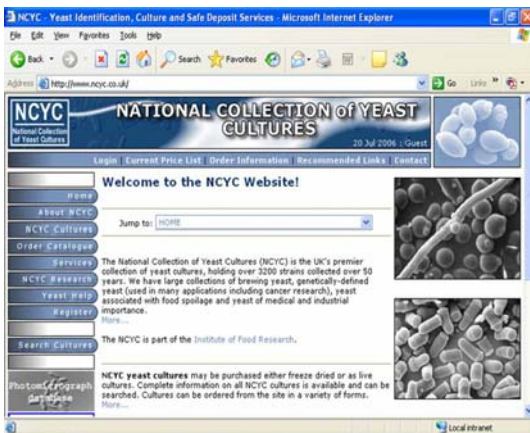 NCYC - Yeast Identification, Culture and Safe Deposit Services - Microsoft Internet Explorer
File Edit View Favorites Tools Help
Back Search Favorites
Address http://www.ncyc.co.uk/ Go Links
NCYC
National Collection
of Yeast Cultures
NATIONAL COLLECTION of YEAST
CULTURES
20 Jul 2006 : Guest
Login | Current Price List | Order Information | Recommended Links | Contact
Home
About NCYC
NCYC Cultures
Order Catalogue
Services
NCYC Research
Yeast Help
Register
Search Cultures
Photomicrograph
database
Welcome to the NCYC Website!
Jump to: HOME
The National Collection of Yeast Cultures (NCYC) is the UK's premier
collection of yeast cultures, holding over 3200 strains collected over 50
years. We have large collections of brewing yeast, genetically-defined
yeast (used in many applications including cancer research), yeast
associated with food spoilage and yeast of medical and industrial
importance.
More...
The NCYC is part of the Institute of Food Research.
NCYC yeast cultures may be purchased either freeze dried or as live
cultures. Complete information on all NCYC cultures is available and can be
searched. Cultures can be ordered from the site in a variety of forms.
More...
Local intranet